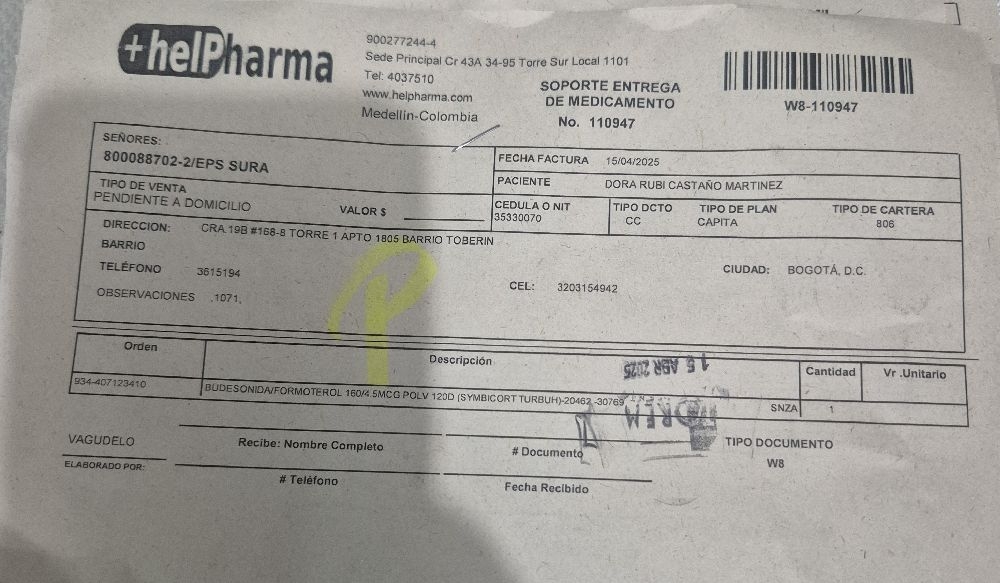 +helPharma
900277244-4
Sede Principal Cr 43A 34-95 Torre Sur Local 1101
Tel: 4037510
www.helpharma.com
Medellín-Colombia
SOPORTE ENTREGA
DE MEDICAMENTO
No. 110947
W8-110947
SEÑORES:
800088702-2/EPS SURA
TIPO DE VENTA
PENDIENTE A DOMICILIO
VALOR $
FECHA FACTURA 15/04/2025
PACIENTE DORA RUBI CASTAÑO MARTINEZ
CEDULA O NIT TIPO DCTO TIPO DE PLAN TIPO DE CARTERA
35330070 CC CAPITA 806
DIRECCION: CRA 19B #168-8 TORRE 1 APTO 1805 BARRIO TOBERIN
BARRIO
TELÉFONO 3615194
CEL: 3203154942
CIUDAD: BOGOTÁ, D.C.
OBSERVACIONES .1071.
P
Orden Descripción Cantidad Vr .Unitario
15 ABR 2025
934-407123410 BUDESONIDA/FORMOTEROL 160/4.5MCG POLV 120D (SYMBICORT TURBUH)-20462 -30769 SNZA 1
VAGUDELO
ELABORADO POR:
Recibe: Nombre Completo
# Documento
# Teléfono
Fecha Recibido
TIPO DOCUMENTO
W8